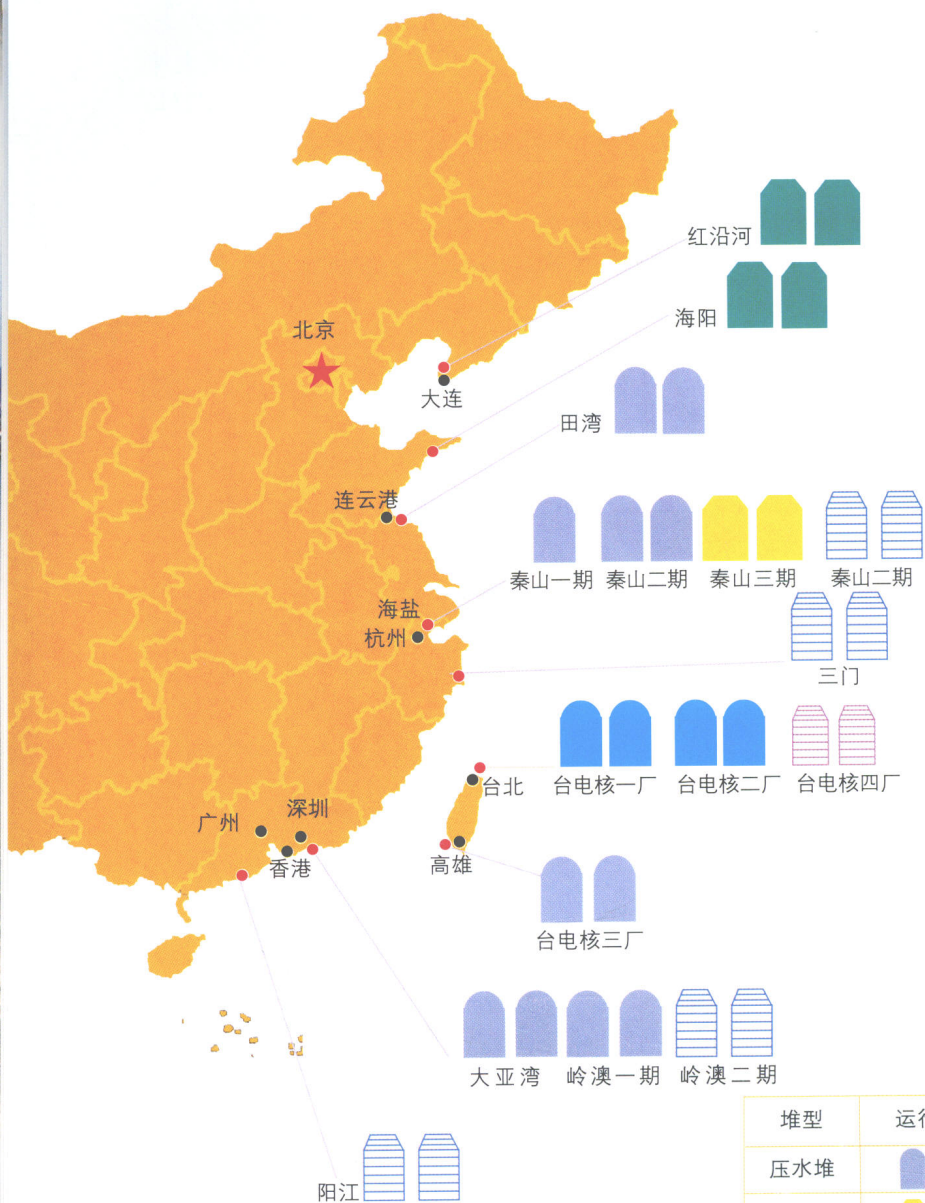 红沿河
海阳
北京
大连
田湾
连云港
秦山一期 秦山二期 秦山三期 秦山二期
海盐
杭州
三门
台北 台电核一厂 台电核二厂 台电核四厂
广州 深圳
香港
高雄
台电核三厂
大亚湾 岭澳一期 岭澳二期
堆型 运行
压水堆
阳江